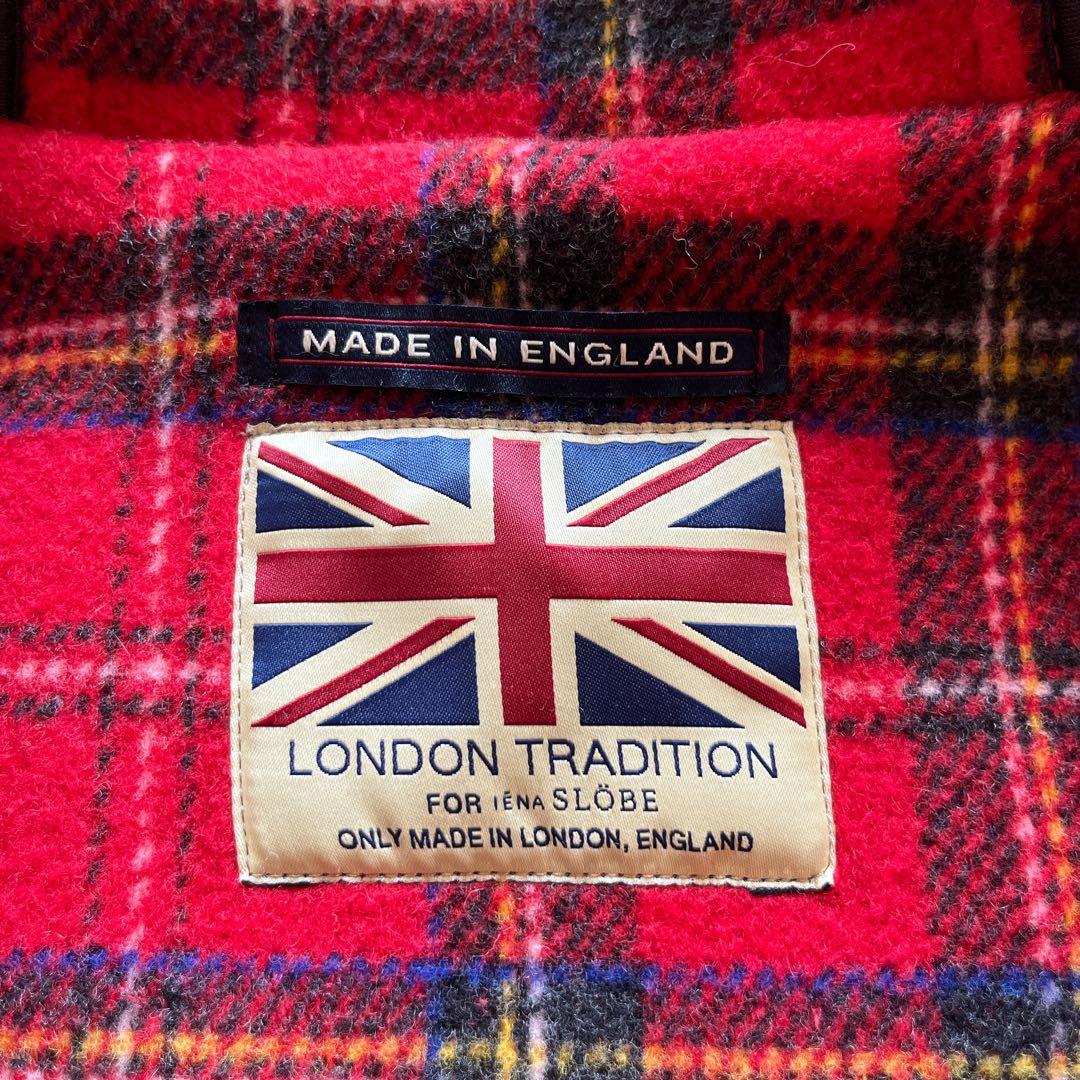 MADE IN ENGLAND
LONDON TRADITION
FOR IÉNA SLÖBE
ONLY MADE IN LONDON, ENGLAND